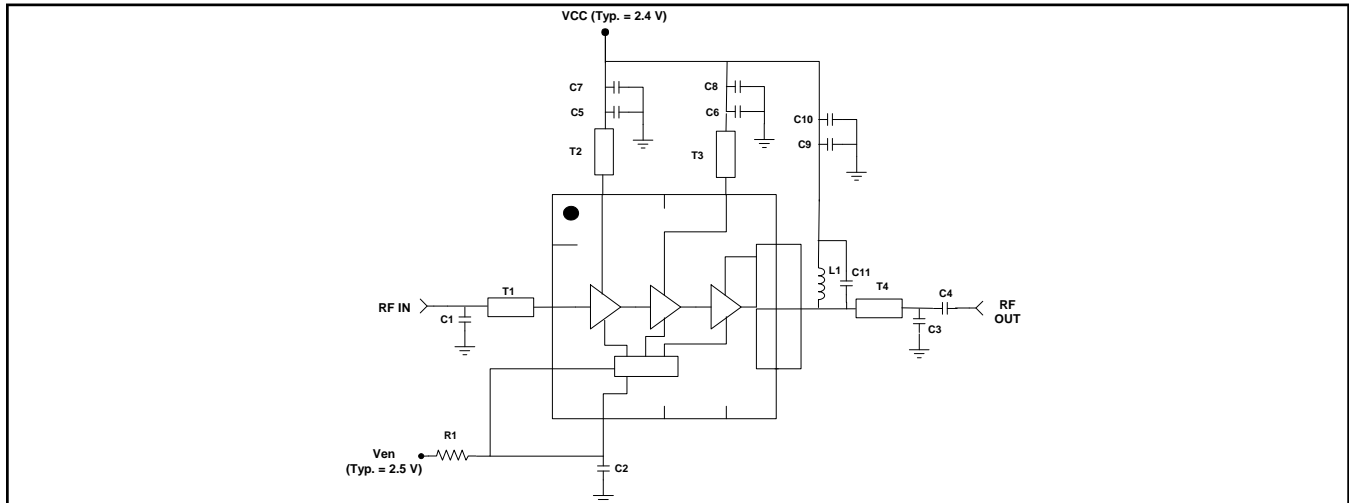 VCC (Typ. = 2.4 V)
C7
C8
C5
C6
C10
C9
T2
T3
L1
C11
T4
C4
RF IN
T1
C1
RF
OUT
C3
R1
Ven
(Typ. = 2.5 V)
C2